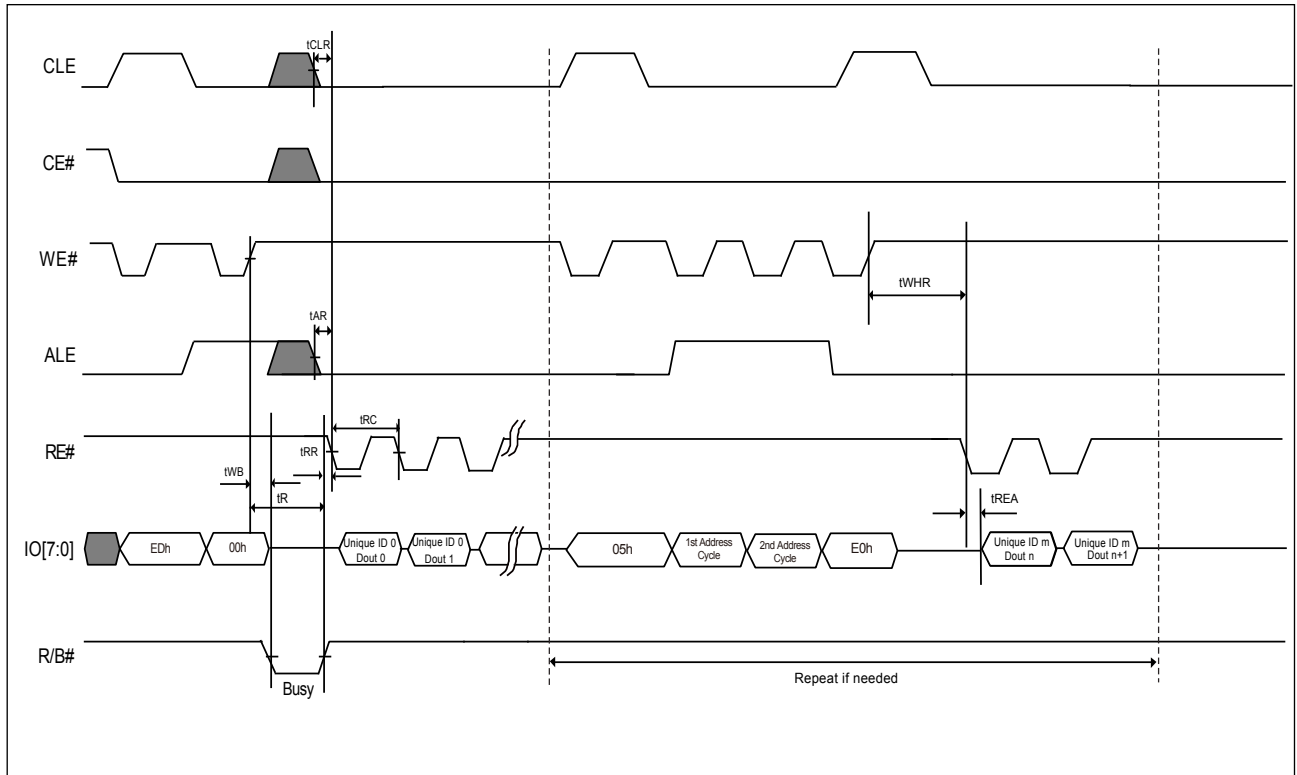 CLE
tCLR
CE#
WE#
tWHR
ALE
tAR
RE#
tRC
tRR
tWB
tR
tREA
IO[7:0]
EDh
00h
Unique ID 0
Dout 0
Unique ID 0
Dout 1
05h
1st Address
Cycle
2nd Address
Cycle
E0h
Unique ID m
Dout n
Unique ID m
Dout n+1
R/B#
Busy
Repeat if needed